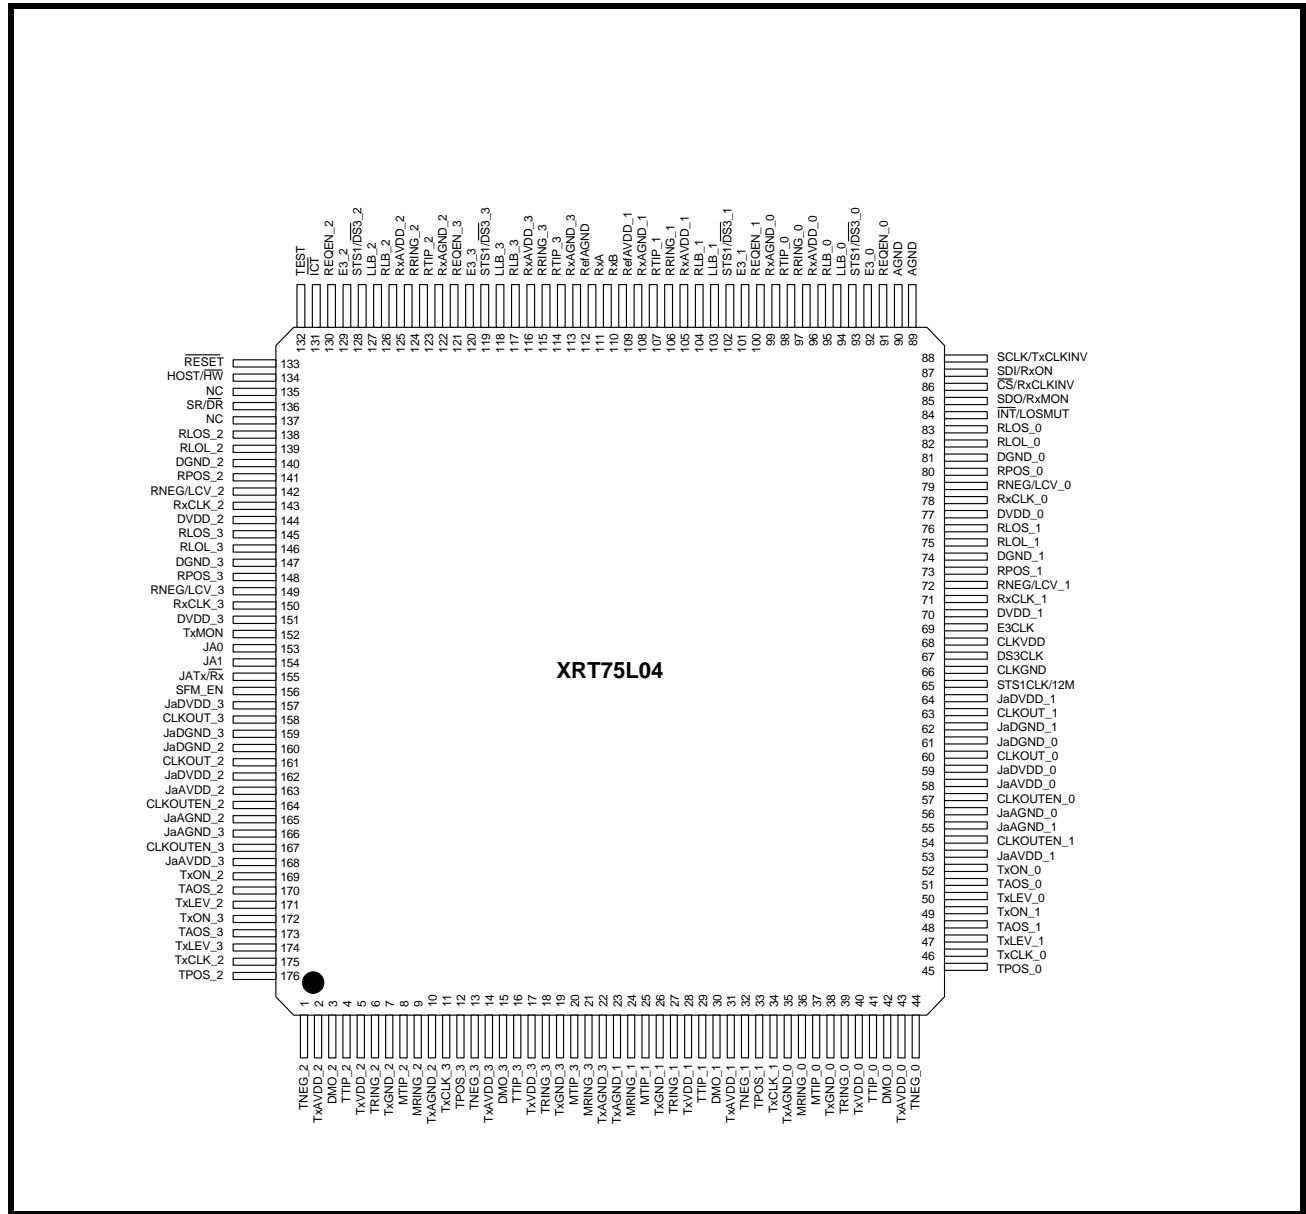 TEST
ICT
REQEN_2
E3_2
STS1/DS3_2
LLB_2
RLB_2
RxAVDD_2
RRING_2
RTIP_2
RxAGND_2
REQEN_3
E3_3
STS1/DS3_3
LLB_3
RLB_3
RxAVDD_3
RRING_3
RTIP_3
RxAGND_3
RefAGND
RxA
RxB
RefAVDD_1
RxAGND_1
RTIP_1
RRING_1
RxAVDD_1
RLB_1
LLB_1
STS1/DS3_1
E3_1
REQEN_1
RxAGND_0
RTIP_0
RRING_0
RxAVDD_0
RLB_0
LLB_0
STS1/DS3_0
E3_0
REQEN_0
AGND
AGND
132
131
130
129
128
127
126
125
124
123
122
121
120
119
118
117
116
115
114
113
112
111
110
109
108
107
106
105
104
103
102
101
100
99
98
97
96
95
94
93
92
91
90
89
RESET 133
HOST/HW 134
NC 135
SR/DR 136
NC 137
RLOS_2 138
RLOL_2 139
DGND_2 140
RPOS_2 141
RNEG/LCV_2 142
RxCLK_2 143
DVDD_2 144
RLOS_3 145
RLOL_3 146
DGND_3 147
RPOS_3 148
RNEG/LCV_3 149
RxCLK_3 150
DVDD_3 151
TxMON 152
JA0 153
JA1 154
JATx/Rx 155
SFM_EN 156
JaDVDD_3 157
CLKOUT_3 158
JaDGND_3 159
JaDGND_2 160
CLKOUT_2 161
JaDVDD_2 162
JaAVDD_2 163
CLKOUTEN_2 164
JaAGND_2 165
JaAGND_3 166
CLKOUTEN_3 167
JaAVDD_3 168
TxON_2 169
TAOS_2 170
TxLEV_2 171
TxON_3 172
TAOS_3 173
TxLEV_3 174
TxCLK_2 175
TPOS_2 176
XRT75L04
88 SCLK/TxCLKINV
87 SDI/RxON
86 CS/RxCLKINV
85 SDO/RxMON
84 INT/LOSMUT
83 RLOS_0
82 RLOL_0
81 DGND_0
80 RPOS_0
79 RNEG/LCV_0
78 RxCLK_0
77 DVDD_0
76 RLOS_1
75 RLOL_1
74 DGND_1
73 RPOS_1
72 RNEG/LCV_1
71 RxCLK_1
70 DVDD_1
69 E3CLK
68 CLKVDD
67 DS3CLK
66 CLKGND
65 STS1CLK/12M
64 JaDVDD_1
63 CLKOUT_1
62 JaDGND_1
61 JaDGND_0
60 CLKOUT_0
59 JaDVDD_0
58 JaAVDD_0
57 CLKOUTEN_0
56 JaAGND_0
55 JaAGND_1
54 CLKOUTEN_1
53 JaAVDD_1
52 TxON_0
51 TAOS_0
50 TxLEV_0
49 TxON_1
48 TAOS_1
47 TxLEV_1
46 TxCLK_0
45 TPOS_0
1
2
3
4
5
6
7
8
9
10
11
12
13
14
15
16
17
18
19
20
21
22
23
24
25
26
27
28
29
30
31
32
33
34
35
36
37
38
39
40
41
42
43
44
TNEG_2
TxAVDD_2
DMO_2
TTIP_2
TxVDD_2
TRING_2
TxGND_2
MTIP_2
MRING_2
TxAGND_2
TxCLK_3
TPOS_3
TNEG_3
TxAVDD_3
DMO_3
TTIP_3
TxVDD_3
TRING_3
TxGND_3
MTIP_3
MRING_3
TxAGND_3
TxAGND_1
MRING_1
MTIP_1
TxGND_1
TRING_1
TxVDD_1
TTIP_1
DMO_1
TxAVDD_1
TNEG_1
TPOS_1
TxCLK_1
TxAGND_0
MRING_0
MTIP_0
TxGND_0
TRING_0
TxVDD_0
TTIP_0
DMO_0
TxAVDD_0
TNEG_0